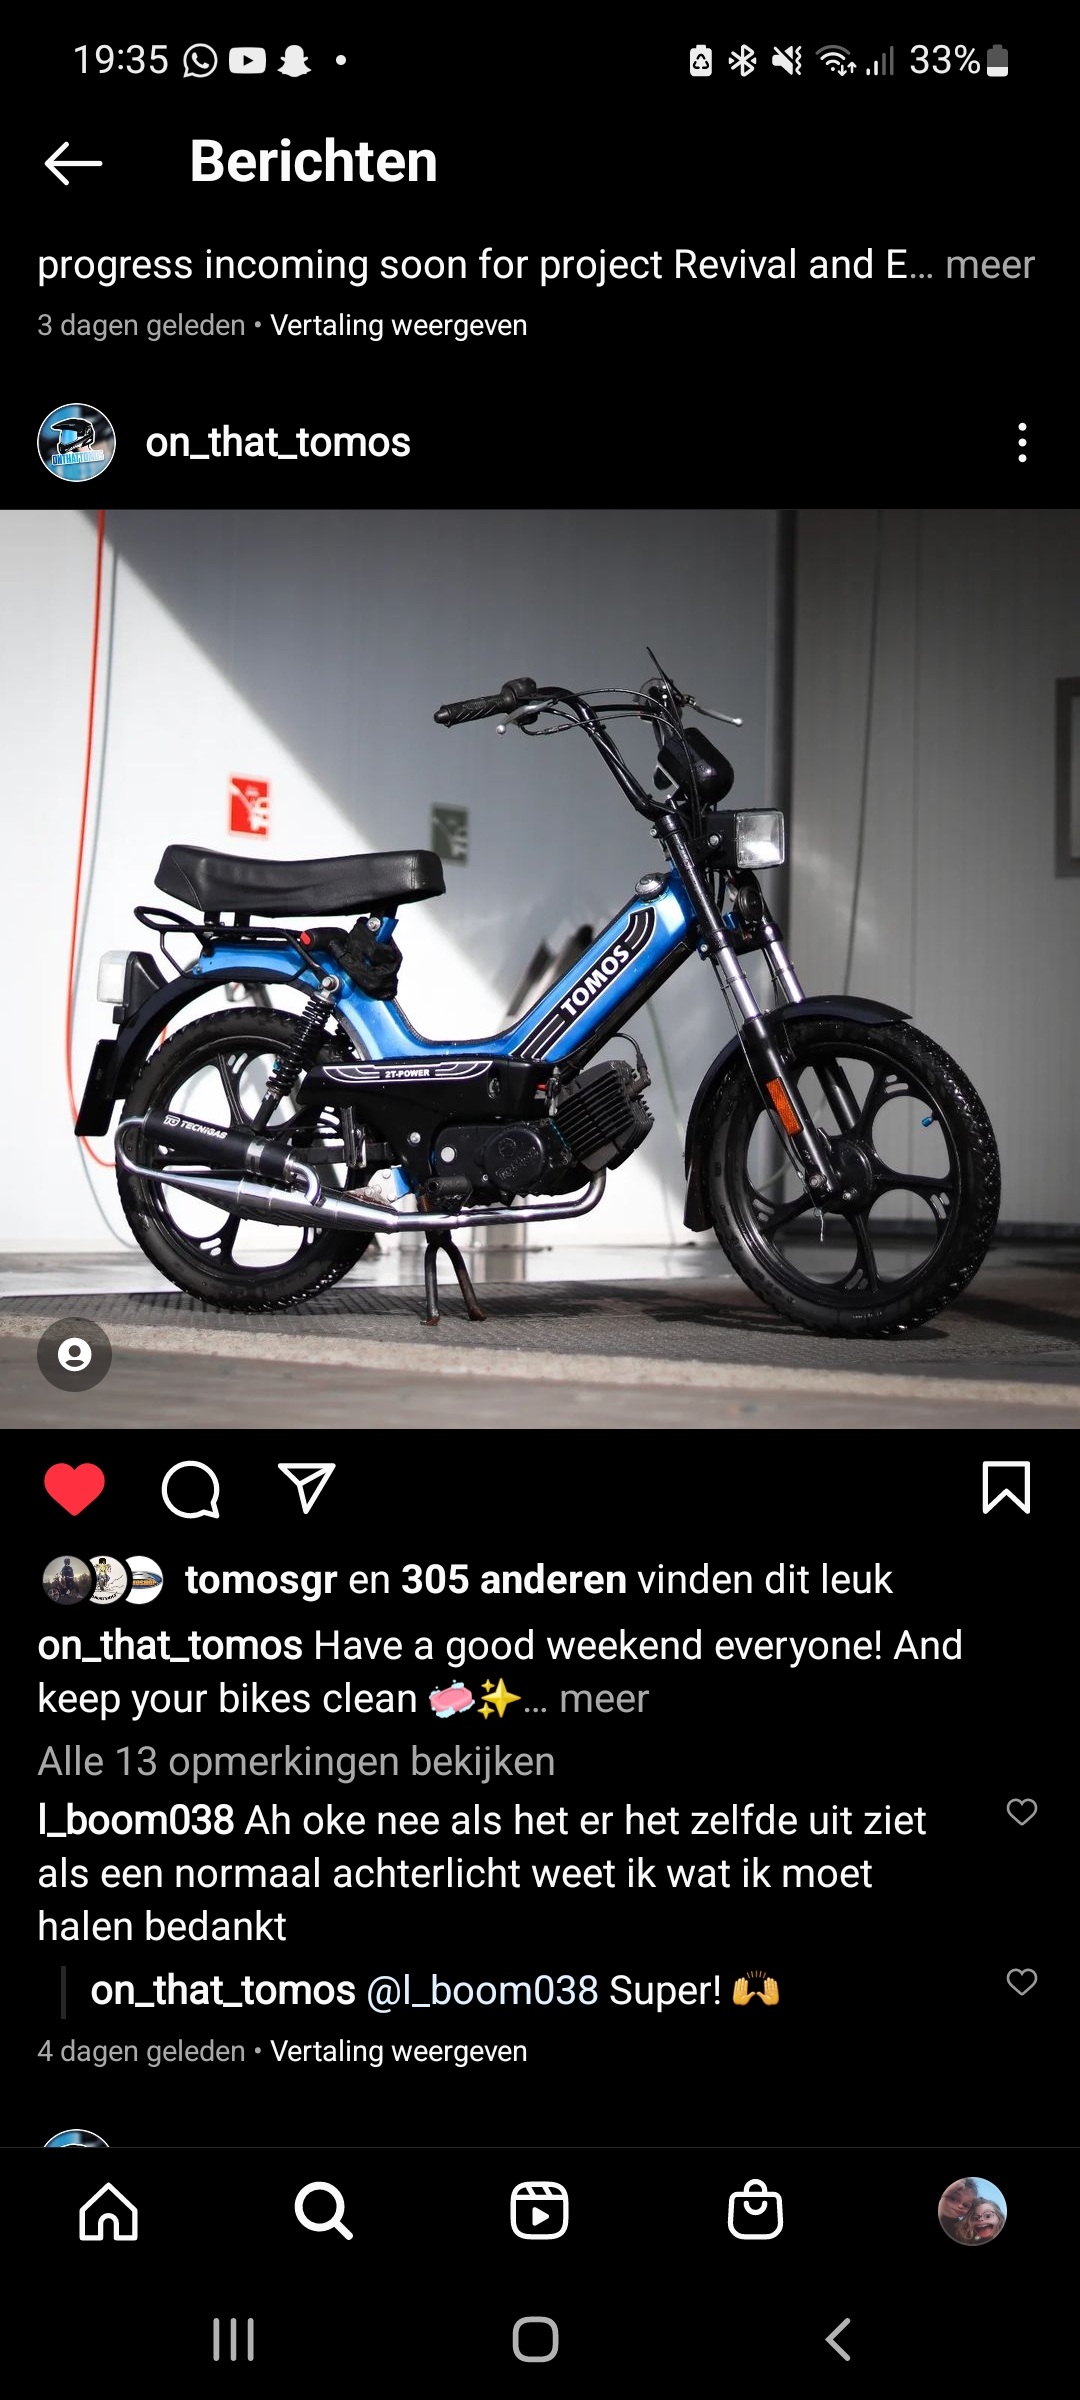 19:35
33%
Berichten
progress incoming soon for project Revival and E... meer
3 dagen geleden • Vertaling weergeven
ONTHATTOMOS
on_that_tomos
TOMOS
2T-POWER
TECNIGAS
tomosgr en 305 anderen vinden dit leuk
on_that_tomos Have a good weekend everyone! And
keep your bikes clean 🧼✨... meer
Alle 13 opmerkingen bekijken
l_boom038 Ah oke nee als het er het zelfde uit ziet
als een normaal achterlicht weet ik wat ik moet
halen bedankt
on_that_tomos @l_boom038 Super! 🙌
4 dagen geleden • Vertaling weergeven